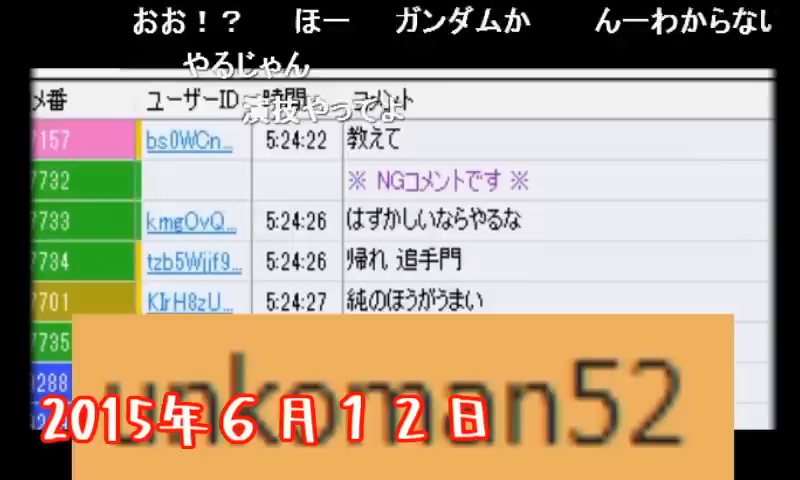 おお！？ ほー ガンダムか んーわからない
やるじゃん
演技やってよ
メ番 ユーザーID 時間 コメント
7157 bs0WCn... 5:24:22 教えて
7732 ※ NGコメントです ※
7733 kmgOvQ... 5:24:26 はずかしいならやるな
7734 tzb5Wjjf9... 5:24:26 帰れ 追手門
7701 KIrH8zU... 5:24:27 純のほうがうまい
7735
288
unkoman52
2015年６月１２日